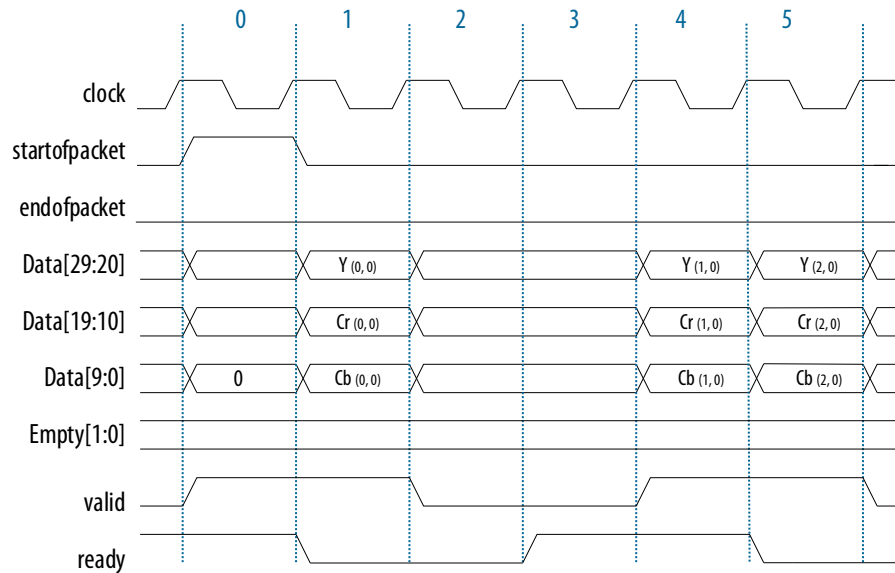 0 1 2 3 4 5
clock
startofpacket
endofpacket
Data[29:20] Y (0, 0) Y (1, 0) Y (2, 0)
Data[19:10] Cr (0, 0) Cr (1, 0) Cr (2, 0)
Data[9:0] 0 Cb (0, 0) Cb (1, 0) Cb (2, 0)
Empty[1:0]
valid
ready